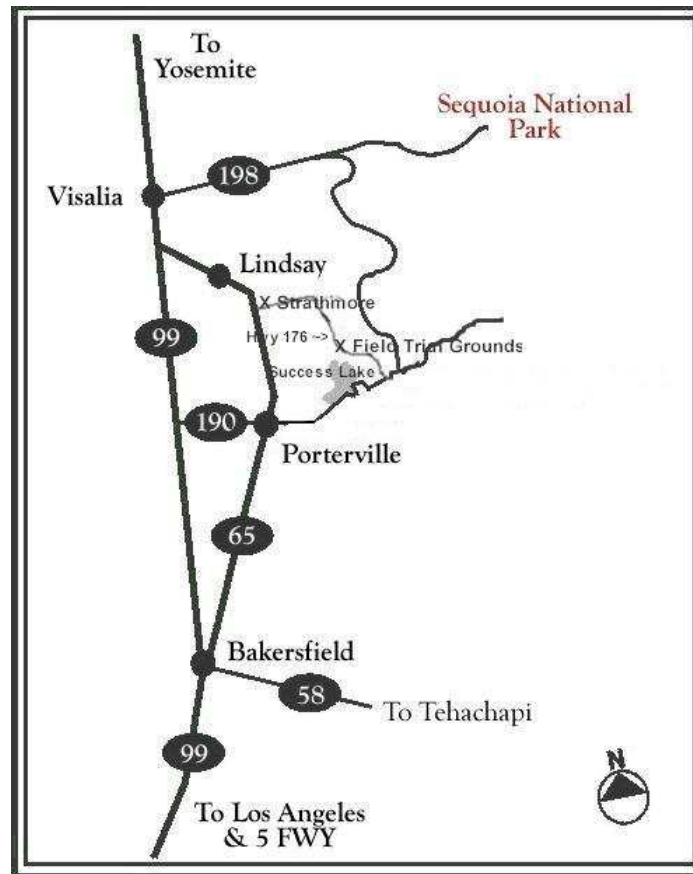 To
Yosemite
Sequoia National
Park
198
Visalia
Lindsay
X Strathmore
99
Hwy 176 ~>
X Field Trial Grounds
Success Lake
190
Porterville
65
Bakersfield
58
To Tehachapi
99
N
To Los Angeles
& 5 FWY